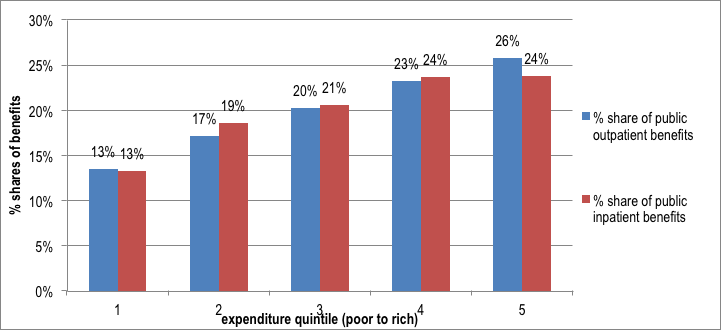 30%
25%
20%
15%
10%
5%
0%
% shares of benefits
13% 13%
17% 19%
20% 21%
23% 24%
26% 24%
1 2 3 4 5
expenditure quintile (poor to rich)
% share of public
outpatient benefits
% share of public
inpatient benefits